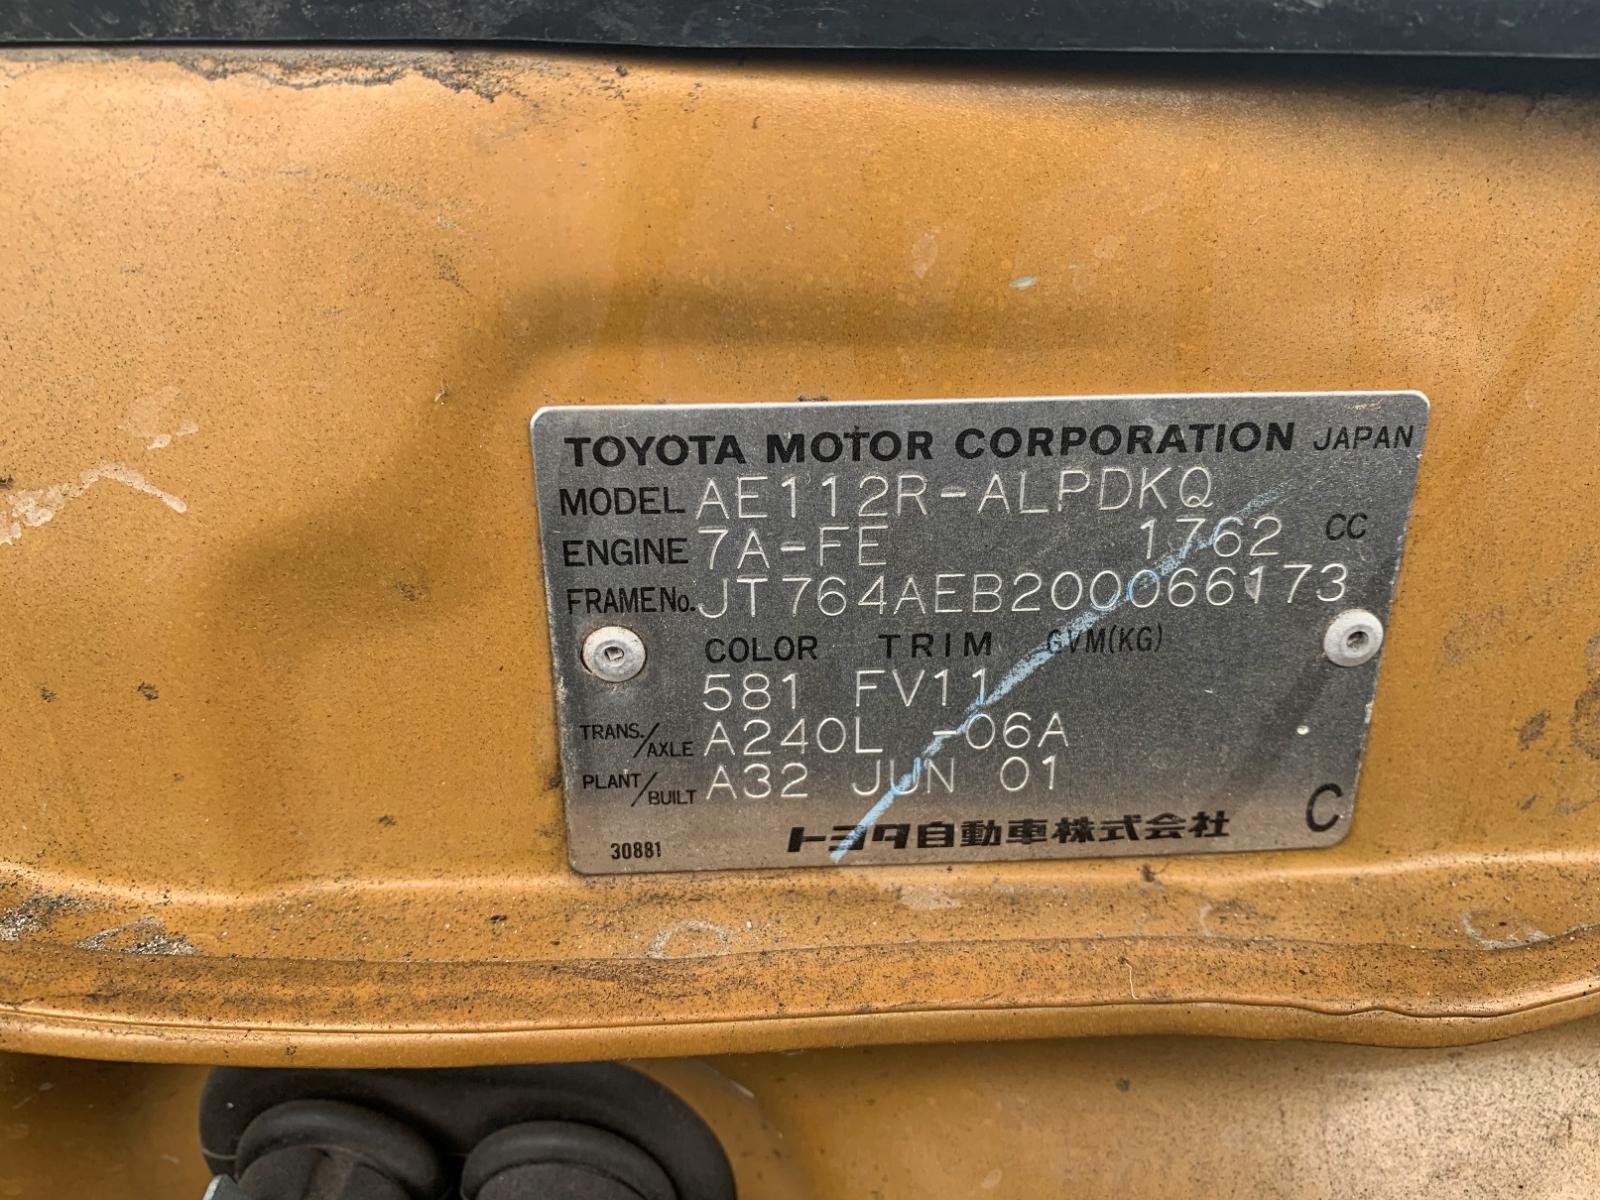 TOYOTA MOTOR CORPORATION JAPAN
MODEL AE112R-ALPDKQ
ENGINE 7A-FE 1762 CC
FRAME No. JT764AEB200066173
COLOR TRIM GVM(KG)
581 FV11
TRANS./AXLE A240L -06A
PLANT/BUILT A32 JUN 01
30881 トヨタ自動車株式会社 C